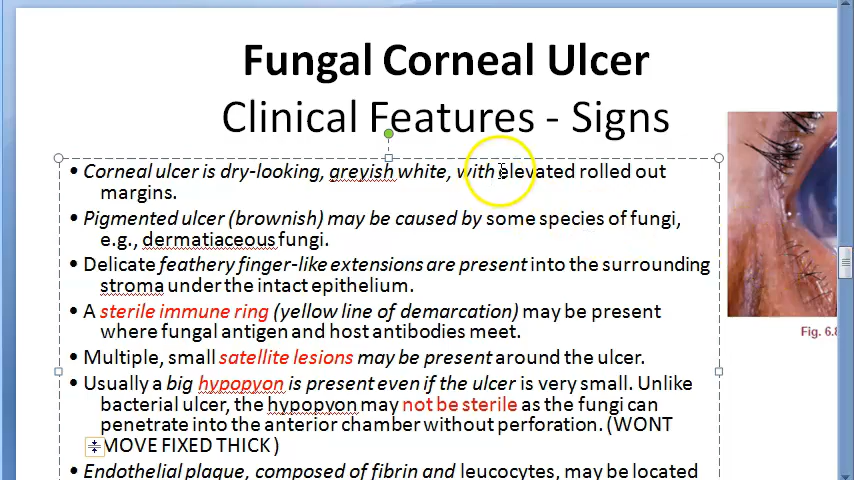 Fungal Corneal Ulcer
Clinical Features - Signs
• Corneal ulcer is dry-looking, greyish white, with elevated rolled out
margins.
• Pigmented ulcer (brownish) may be caused by some species of fungi,
e.g., dermatiaceous fungi.
• Delicate feathery finger-like extensions are present into the surrounding
stroma under the intact epithelium.
• A sterile immune ring (yellow line of demarcation) may be present
where fungal antigen and host antibodies meet.
• Multiple, small satellite lesions may be present around the ulcer.
• Usually a big hypopyon is present even if the ulcer is very small. Unlike
bacterial ulcer, the hypopyon may not be sterile as the fungi can
penetrate into the anterior chamber without perforation. (WONT
MOVE FIXED THICK )
• Endothelial plaque, composed of fibrin and leucocytes, may be located
Fig. 6.8